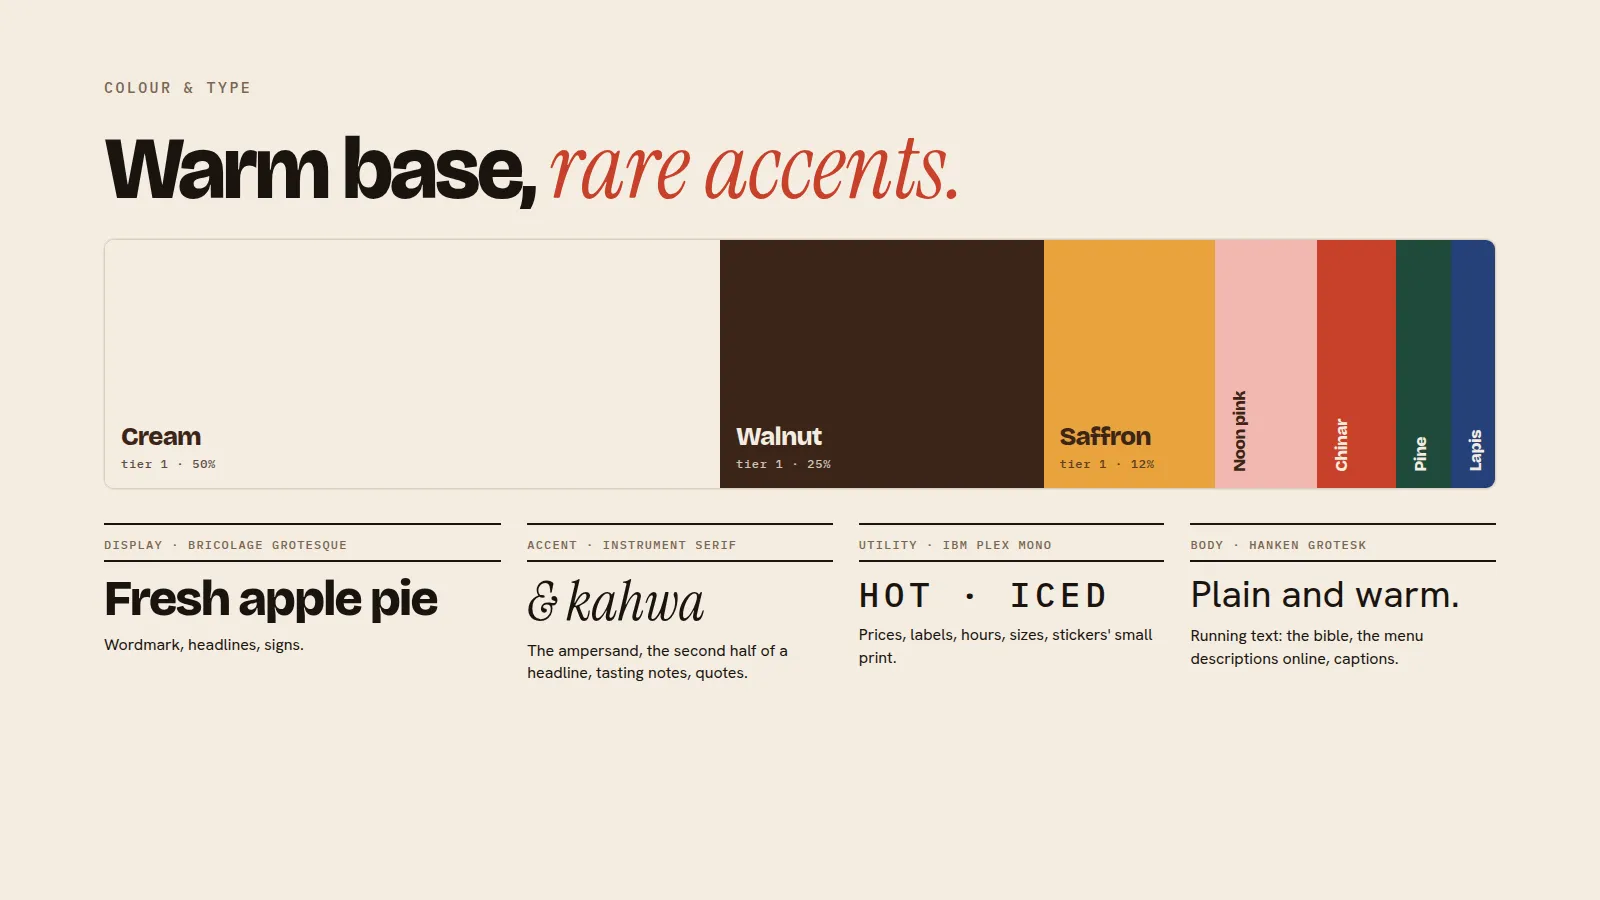 COLOUR & TYPE
Warm base, rare accents.
Cream
tier 1 · 50%
Walnut
tier 1 · 25%
Saffron
tier 1 · 12%
Noon pink
Chinar
Pine
Lapis
DISPLAY · BRICOLAGE GROTESQUE
Fresh apple pie
Wordmark, headlines, signs.
ACCENT · INSTRUMENT SERIF
& kahwa
The ampersand, the second half of a
headline, tasting notes, quotes.
UTILITY · IBM PLEX MONO
HOT · ICED
Prices, labels, hours, sizes, stickers' small
print.
BODY · HANKEN GROTESK
Plain and warm.
Running text: the bible, the menu
descriptions online, captions.